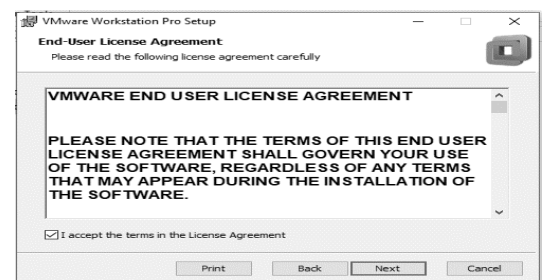 VMware Workstation Pro Setup
End-User License Agreement
Please read the following license agreement carefully
VMWARE END USER LICENSE AGREEMENT
PLEASE NOTE THAT THE TERMS OF THIS END USER
LICENSE AGREEMENT SHALL GOVERN YOUR USE
OF THE SOFTWARE, REGARDLESS OF ANY TERMS
THAT MAY APPEAR DURING THE INSTALLATION OF
THE SOFTWARE.
I accept the terms in the License Agreement
Print Back Next Cancel